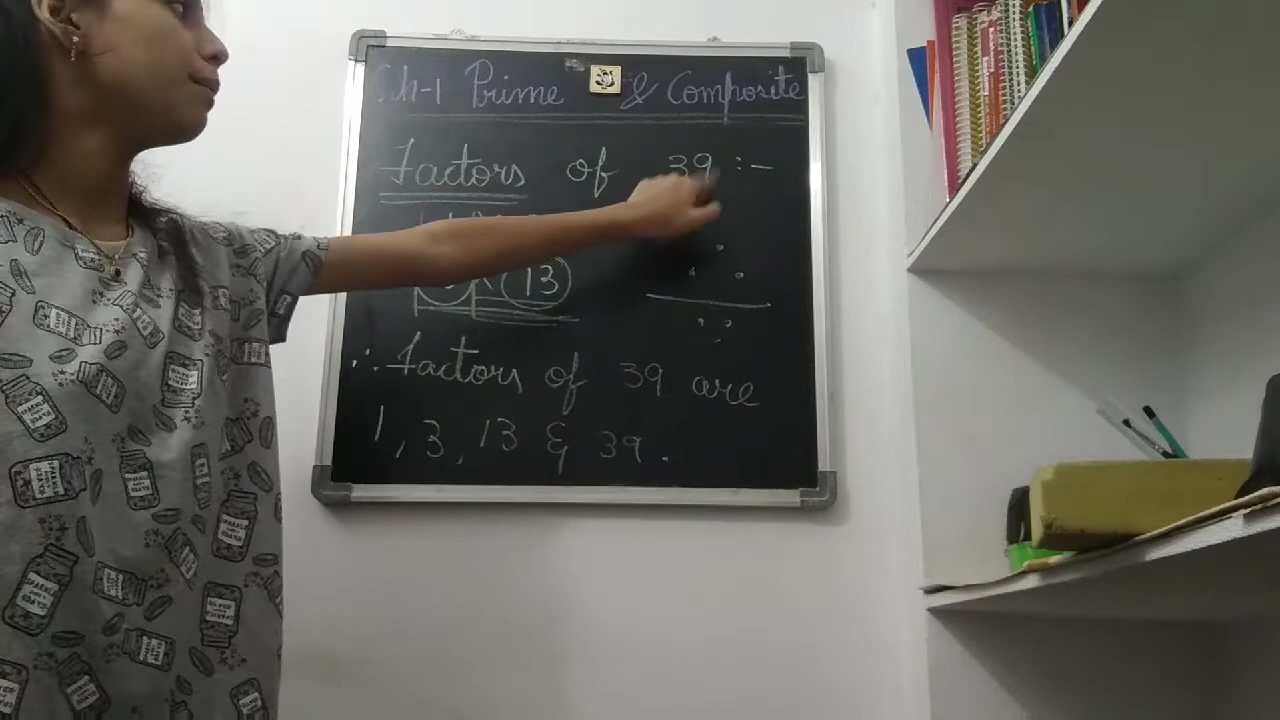 Ch-1 Prime & Composite
Factors of 39 :-
13
∴ Factors of 39 are
1, 3, 13 & 39.